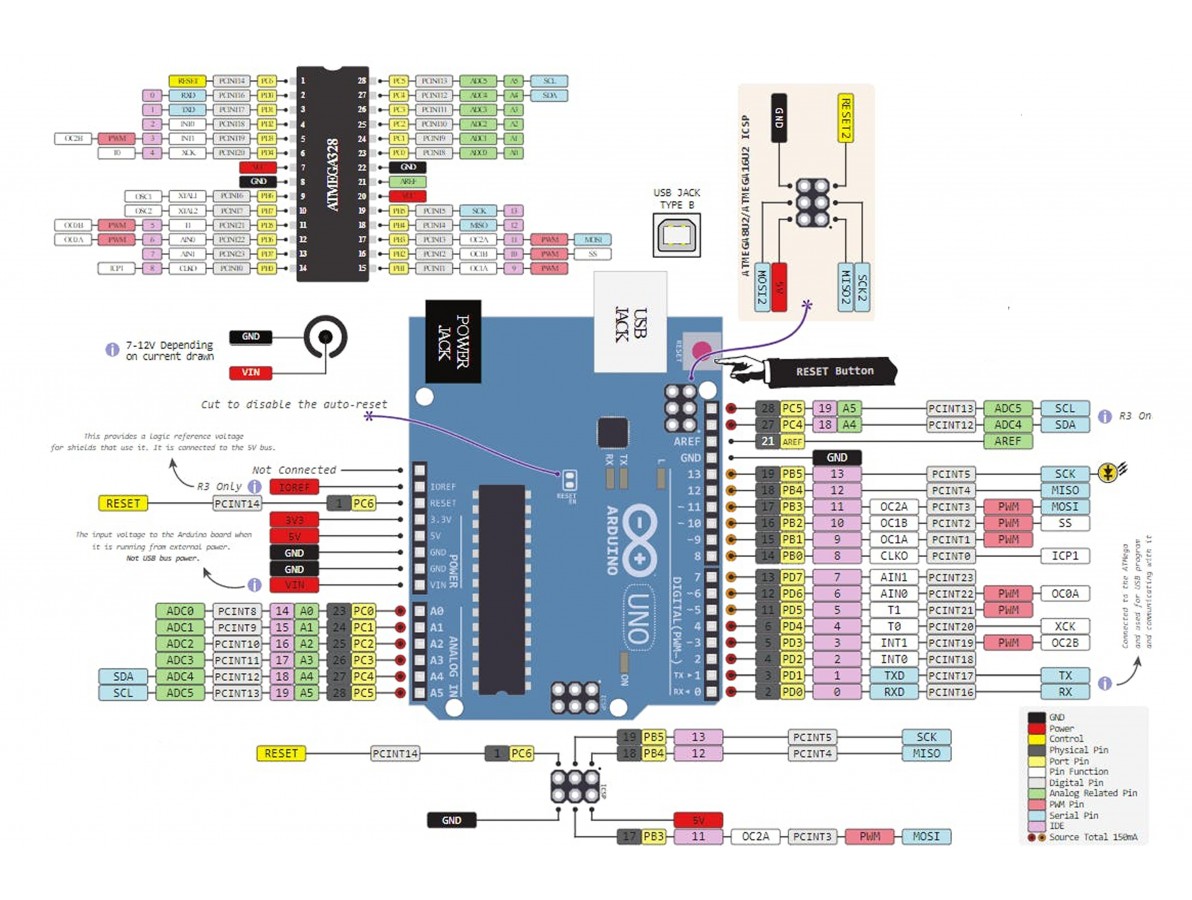 RESET PCINT14 PC6 1
0 RXD PCINT16 PD0 2
1 TXD PCINT17 PD1 3
2 INT0 PCINT18 PD2 4
OC2B PWM 3 INT1 PCINT19 PD3 5
T0 4 XCK PCINT20 PD4 6
VCC 7
GND 8
OSC1 XTAL1 PCINT6 PB6 9
OSC2 XTAL2 PCINT7 PB7 10
PWM 5 T1 PCINT21 PD5 11
PWM 6 AIN0 PCINT22 PD6 12
7 AIN1 PCINT23 PD7 13
ICP1 8 CLKO PCINT0 PB0 14
ATMEGA328
28 PC5 PCINT13 ADC5 A5 SCL
27 PC4 PCINT12 ADC4 A4 SDA
26 PC3 PCINT11 ADC3 A3
25 PC2 PCINT10 ADC2 A2
24 PC1 PCINT9 ADC1 A1
23 PC0 PCINT8 ADC0 A0
22 GND
21 AREF
20
19 PB5 PCINT5 SCK 13
18 PB4 PCINT4 MISO 12
17 PB3 PCINT3 OC2A 11 PWM MOSI
16 PB2 PCINT2 OC1B 10 PWM SS
15 PB1 PCINT1 OC1A 9 PWM
USB JACK
TYPE B
ATMEGA8U2/ATMEGA16U2 ICSP
GND
RESET2
MOSI2
5V
MISO2
SCK2
7-12V Depending
on current drawn
GND
VIN
POWER
JACK
USB
JACK
RESET
RESET Button
Cut to disable the auto-reset
This provides a logic reference voltage
for shields that use it. It is connected to the 5V bus.
Not Connected
R3 Only i IOREF
RESET PCINT14 1 PC6
3V3
5V
GND
GND
VIN
The input voltage to the Arduino board when
it is running from external power.
Not USB bus power.
ADC0 PCINT8 14 A0 23 PC0
ADC1 PCINT9 15 A1 24 PC1
ADC2 PCINT10 16 A2 25 PC2
ADC3 PCINT11 17 A3 26 PC3
SDA ADC4 PCINT12 18 A4 27 PC4
SCL ADC5 PCINT13 19 A5 28 PC5
IOREF
RESET
3.3V
5V
GND
GND
VIN
POWER
A0
A1
A2
A3
A4
A5
ANALOG IN
RESET
EN
RX
TX
L
ARDUINO
UNO
ON
ICSP
AREF
GND
13
12
~11
~10
~9
8
7
~6
~5
4
~3
2
TX 1
RX 0
DIGITAL(PWM~)
28 PC5 19 A5 PCINT13 ADC5 SCL
27 PC4 18 A4 PCINT12 ADC4 SDA
R3 On
21 AREF AREF
GND
19 PB5 13 PCINT5 SCK
18 PB4 12 PCINT4 MISO
17 PB3 11 OC2A PCINT3 PWM MOSI
16 PB2 10 OC1B PCINT2 PWM SS
15 PB1 9 OC1A PCINT1 PWM
14 PB0 8 CLKO PCINT0 ICP1
13 PD7 7 AIN1 PCINT23
12 PD6 6 AIN0 PCINT22 PWM OC0A
11 PD5 5 T1 PCINT21 PWM
6 PD4 4 T0 PCINT20 XCK
5 PD3 3 INT1 PCINT19 PWM OC2B
4 PD2 2 INT0 PCINT18
3 PD1 1 TXD PCINT17 TX
2 PD0 0 RXD PCINT16 RX
Connected to the ATMega
and used for USB program
and communicating with it
19 PB5 13 PCINT5 SCK
18 PB4 12 PCINT4 MISO
RESET PCINT14 1 PC6
ICSP
GND
5V
17 PB3 11 OC2A PCINT3 PWM MOSI
GND
Power
Control
Physical Pin
Port Pin
Pin Function
Digital Pin
Analog Related Pin
PWM Pin
Serial Pin
IDE
Source Total 150mA